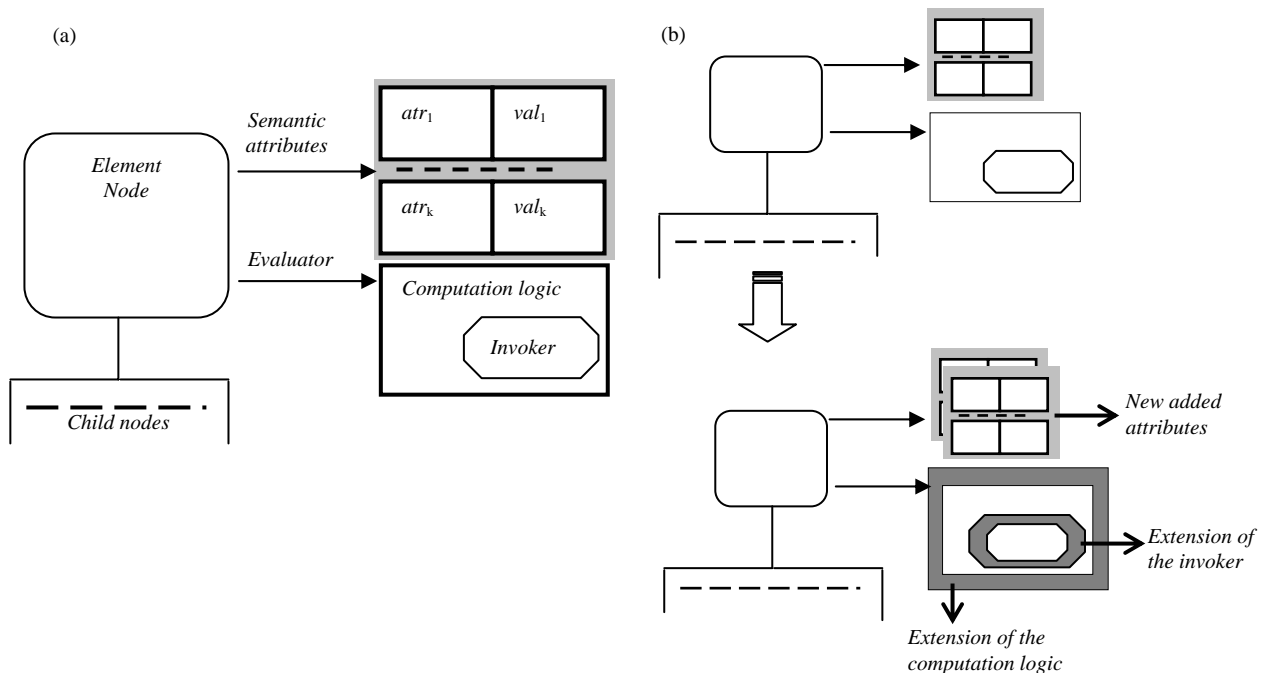 (a)
Semantic
attributes
Element
Node
atr1
val1
atrk
valk
Evaluator
Computation logic
Invoker
Child nodes
(b)
New added
attributes
Extension of
the invoker
Extension of the
computation logic